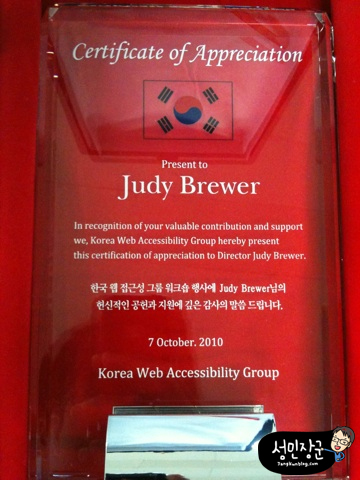 Certificate of Appreciation
Present to
Judy Brewer
In recognition of your valuable contribution and support
we, Korea Web Accessibility Group hereby present
this certification of appreciation to Director Judy Brewer.
한국 웹 접근성 그룹 워크숍 행사에 Judy Brewer님의
헌신적인 공헌과 지원에 깊은 감사의 말씀 드립니다.
7 October. 2010
Korea Web Accessibility Group
성민장군
Jangkunblog.com